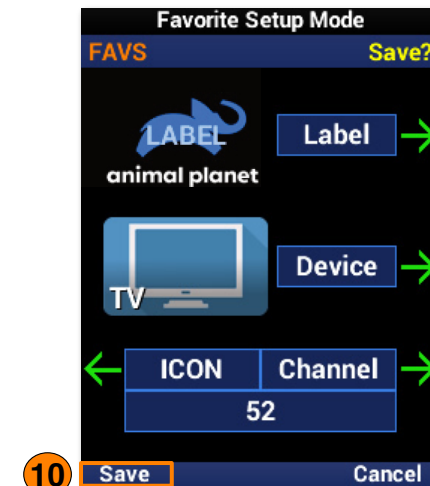 Favorite Setup Mode
FAVS Save?
LABEL
animal planet
Label
TV
Device
ICON Channel
52
10 Save Cancel